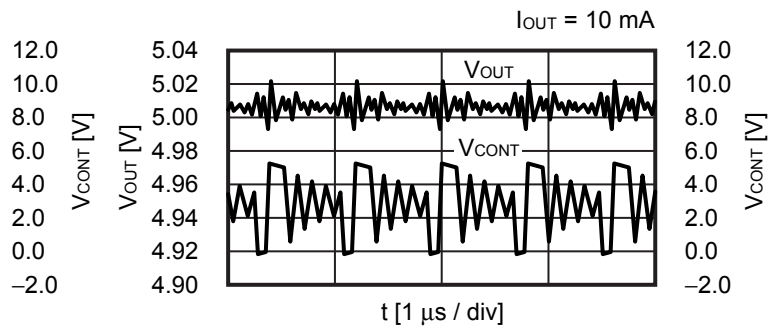 IOUT = 10 mA
12.0 5.04 12.0
10.0 5.02 VOUT 10.0
8.0 5.00 8.0
6.0 4.98 VCONT 6.0
4.0 4.96 4.0
2.0 4.94 2.0
0.0 4.92 0.0
–2.0 4.90 –2.0
VCONT [V]
VOUT [V]
VCONT [V]
t [1 μs / div]